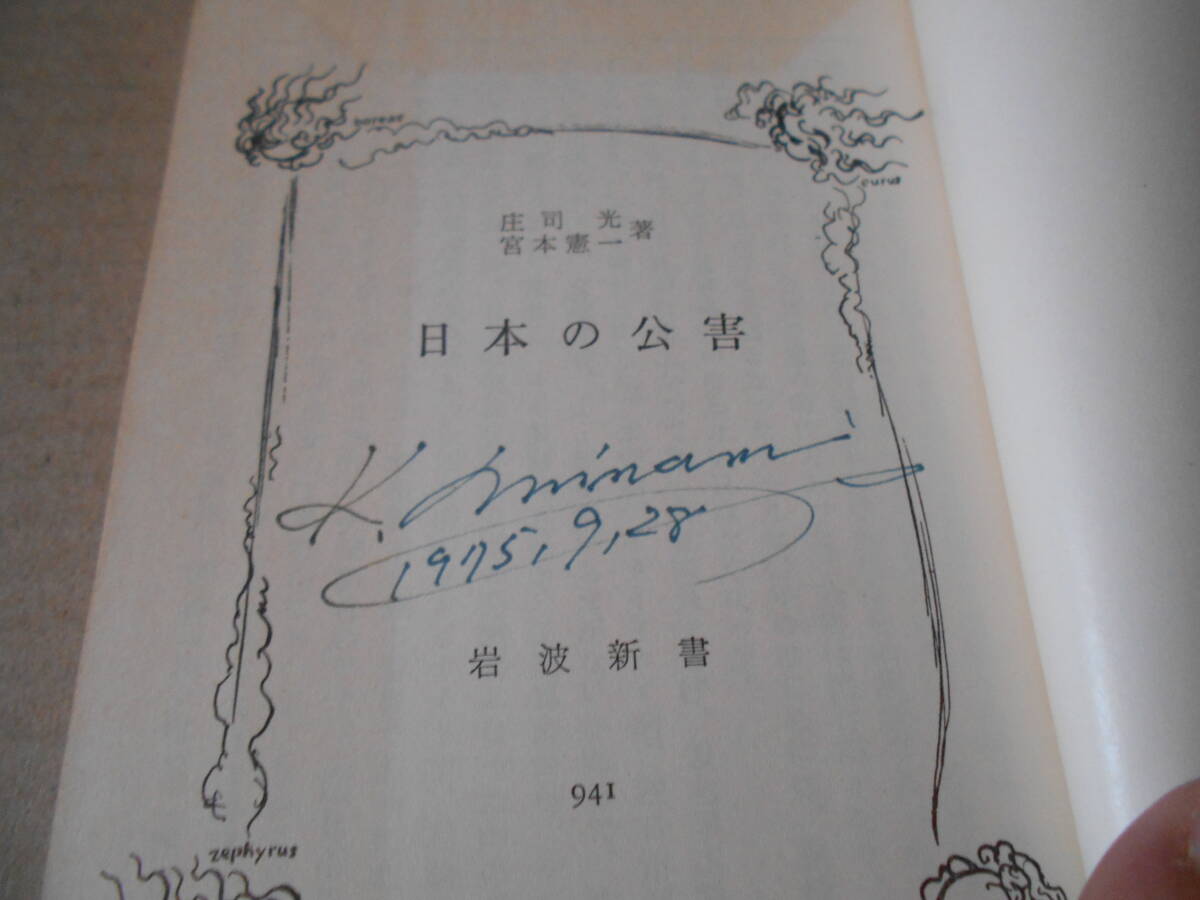 boreas
eurus
庄司 光
宮本憲一著
日本の公害
K. Minami
1975,9,28
岩波新書
941
zephyrus